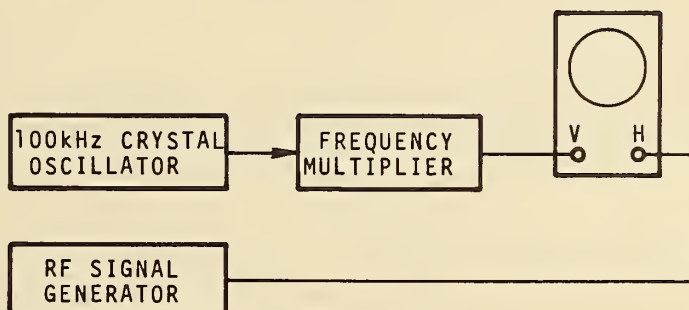 100kHz CRYSTAL
OSCILLATOR
FREQUENCY
MULTIPLIER
V H
RF SIGNAL
GENERATOR